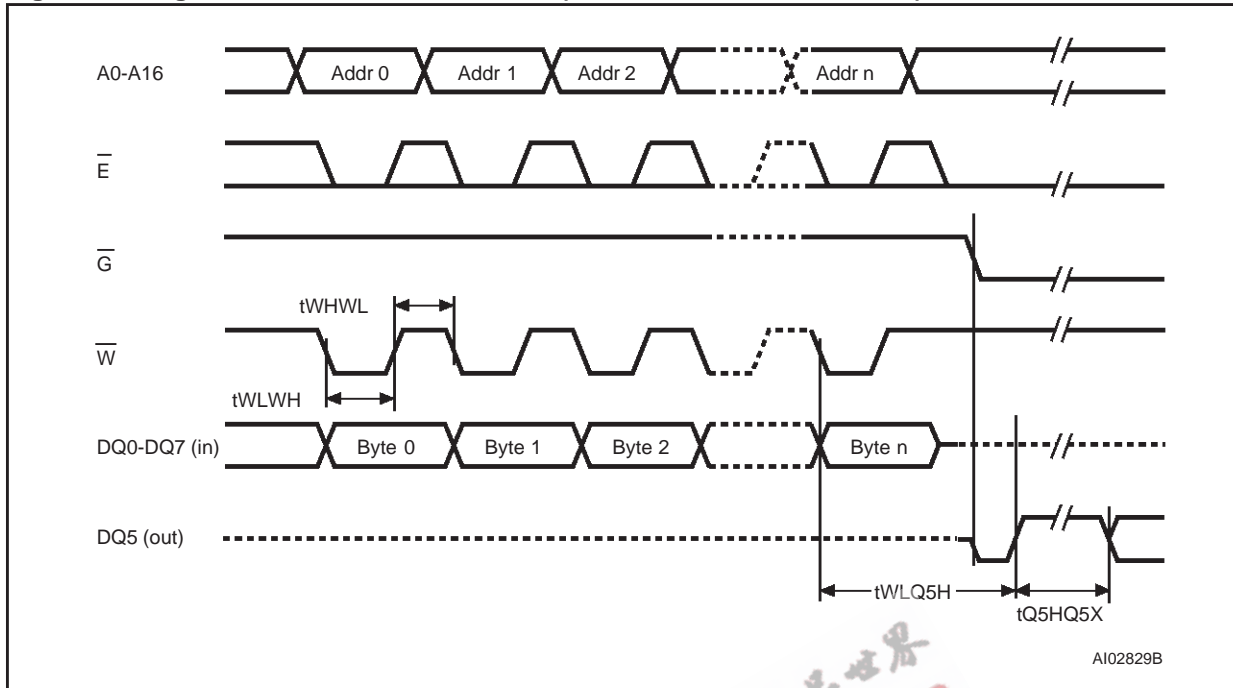 A0-A16
Addr 0
Addr 1
Addr 2
Addr n
E
G
tWHWL
W
tWLWH
DQ0-DQ7 (in)
Byte 0
Byte 1
Byte 2
Byte n
DQ5 (out)
tWLQ5H
tQ5HQ5X
AI02829B